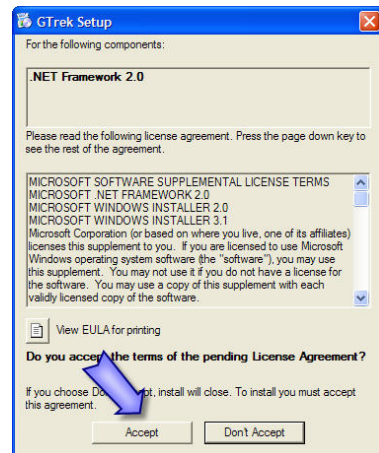 GTrek Setup
For the following components:
.NET Framework 2.0
Please read the following license agreement. Press the page down key to
see the rest of the agreement.
MICROSOFT SOFTWARE SUPPLEMENTAL LICENSE TERMS
MICROSOFT .NET FRAMEWORK 2.0
MICROSOFT WINDOWS INSTALLER 2.0
MICROSOFT WINDOWS INSTALLER 3.1
Microsoft Corporation (or based on where you live, one of its affiliates)
licenses this supplement to you. If you are licensed to use Microsoft
Windows operating system software (the "software"), you may use
this supplement. You may not use it if you do not have a license for
the software. You may use a copy of this supplement with each
validly licensed copy of the software.
View EULA for printing
Do you accept the terms of the pending License Agreement?
If you choose pt, install will close. To install you must accept
this agreement.
Accept
Don't Accept